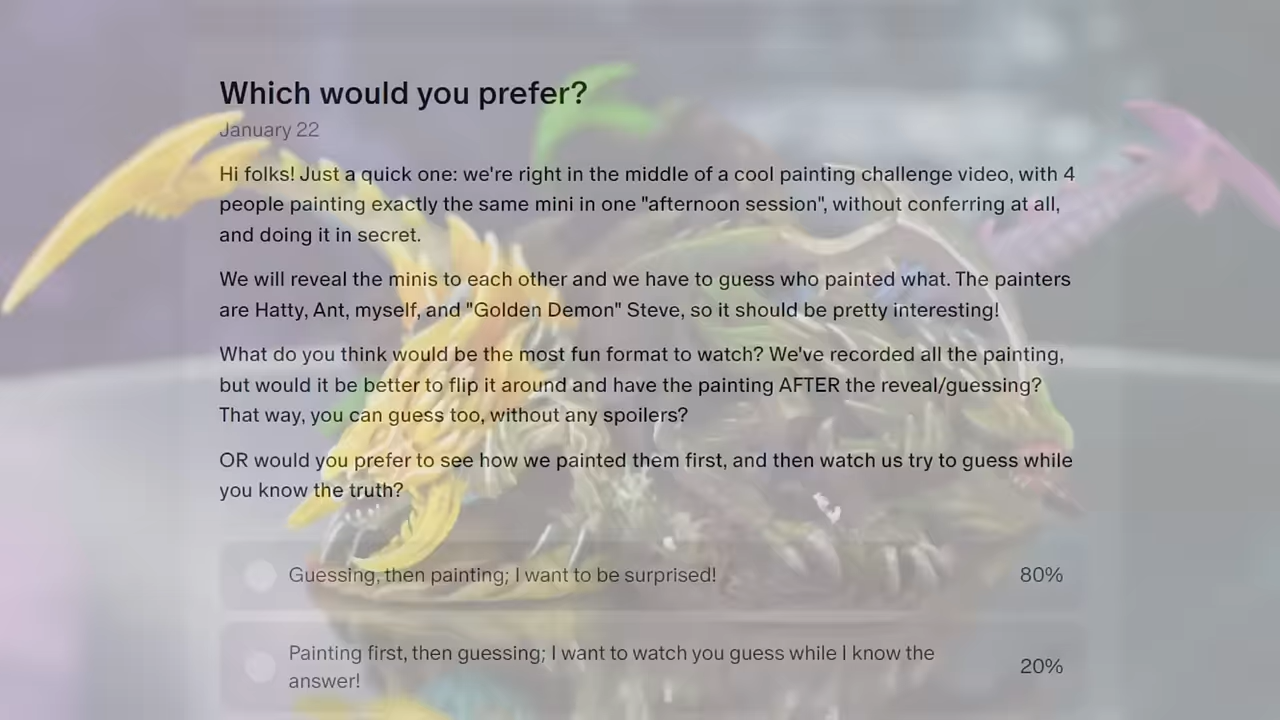 Which would you prefer?
January 22
Hi folks! Just a quick one: we're right in the middle of a cool painting challenge video, with 4
people painting exactly the same mini in one "afternoon session", without conferring at all,
and doing it in secret.
We will reveal the minis to each other and we have to guess who painted what. The painters
are Hatty, Ant, myself, and "Golden Demon" Steve, so it should be pretty interesting!
What do you think would be the most fun format to watch? We've recorded all the painting,
but would it be better to flip it around and have the painting AFTER the reveal/guessing?
That way, you can guess too, without any spoilers?
OR would you prefer to see how we painted them first, and then watch us try to guess while
you know the truth?
Guessing, then painting; I want to be surprised!
80%
Painting first, then guessing; I want to watch you guess while I know the
answer!
20%